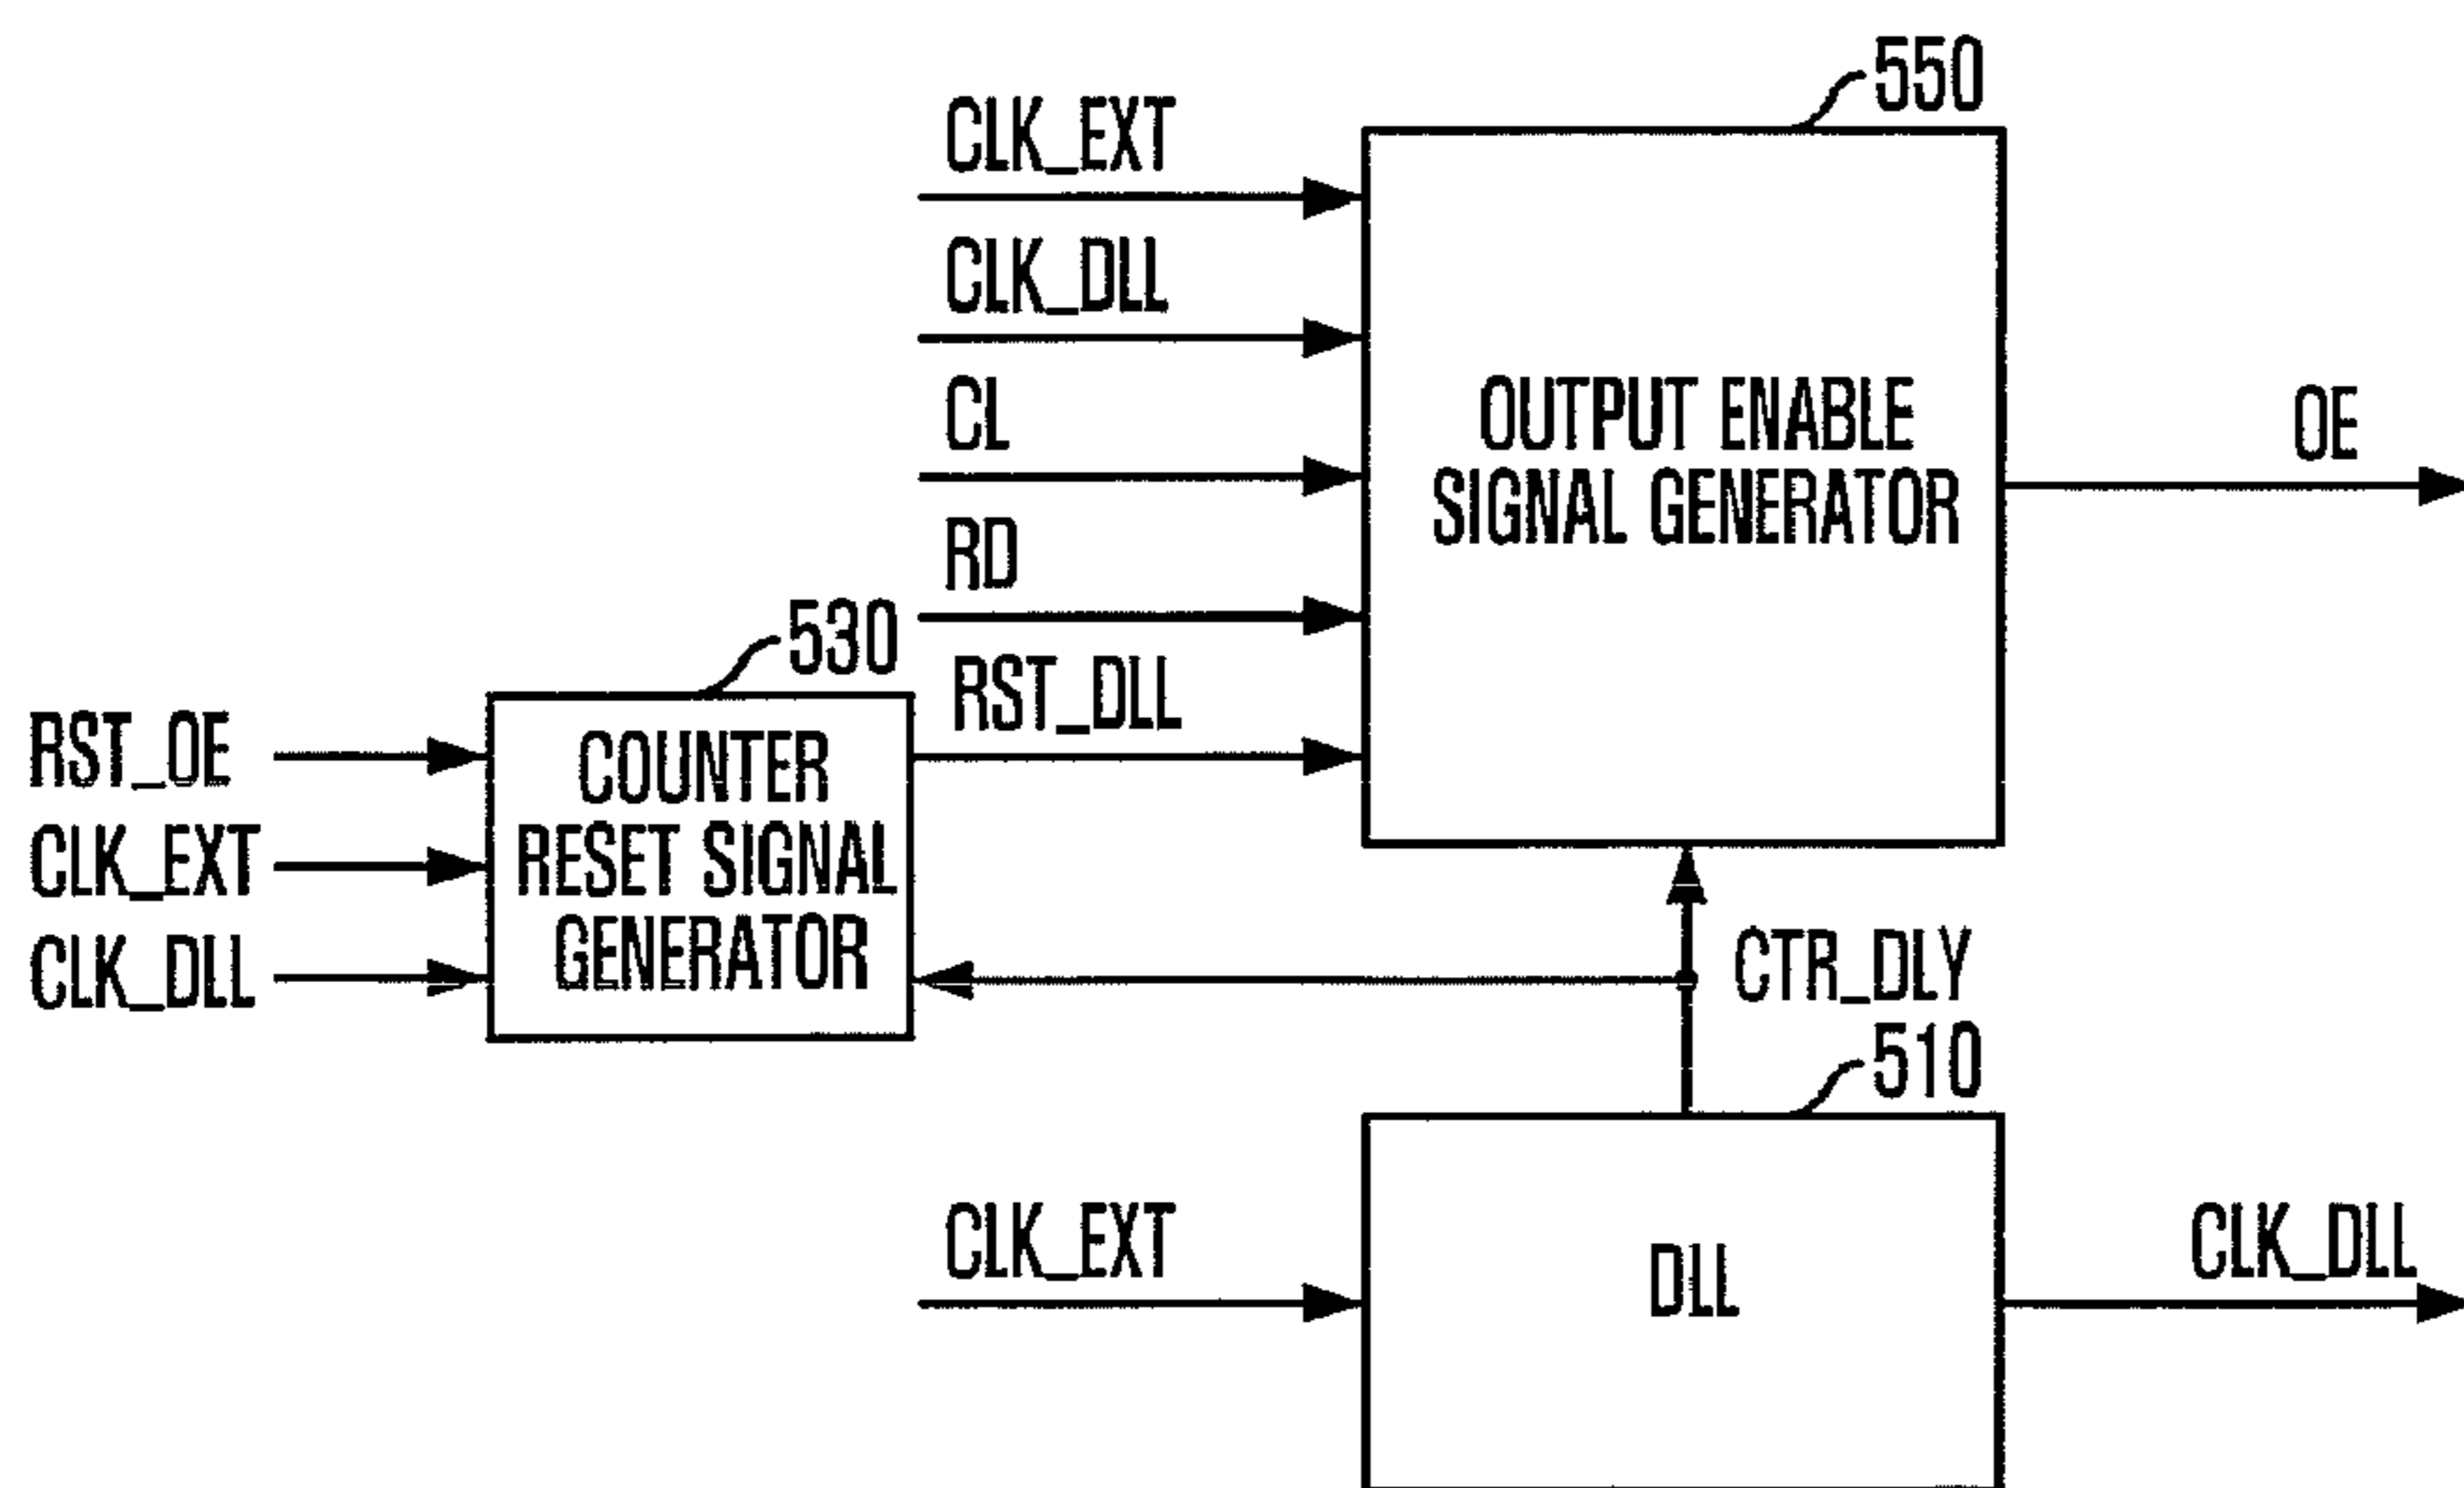 550
CLK_EXT
CLK_DLL
CL
RD
OUTPUT ENABLE
SIGNAL GENERATOR
OE
530
RST_DLL
RST_OE
CLK_EXT
CLK_DLL
COUNTER
RESET SIGNAL
GENERATOR
CTR_DLY
510
CLK_EXT
DLL
CLK_DLL